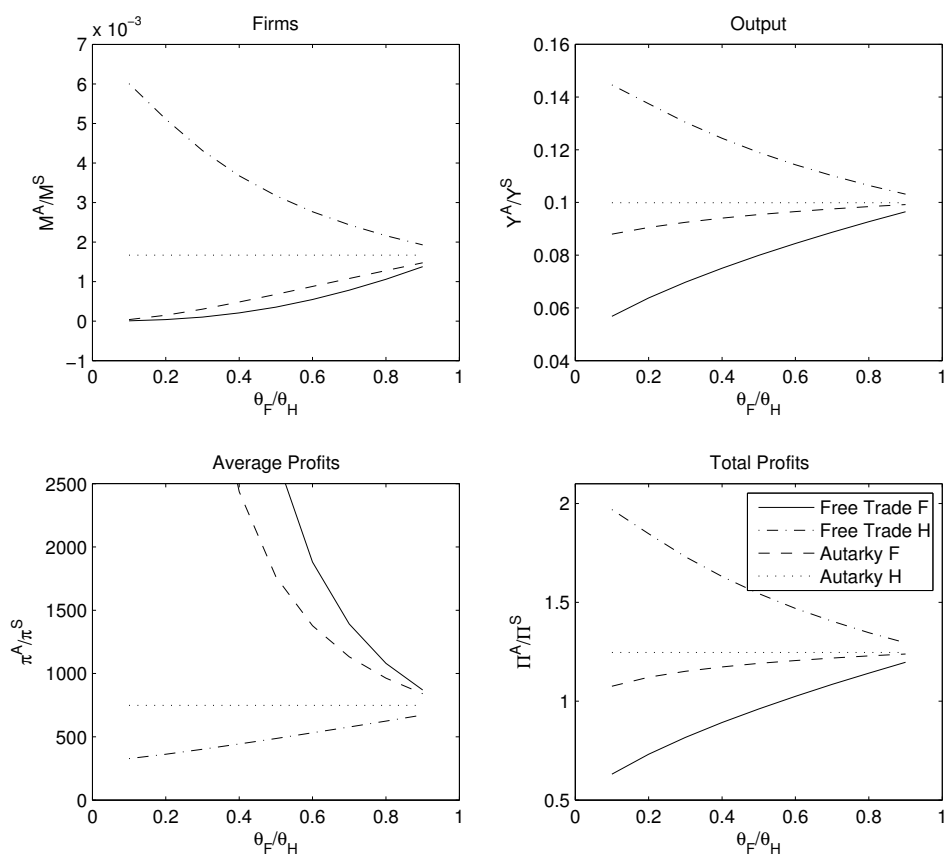 x 10⁻³
Firms
7
6
5
4
3
2
1
0
−1
M^A/M^S
0 0.2 0.4 0.6 0.8 1
θ_F/θ_H
Output
0.16
0.14
0.12
0.1
0.08
0.06
0.04
Y^A/Y^S
0 0.2 0.4 0.6 0.8 1
θ_F/θ_H
Average Profits
2500
2000
1500
1000
500
0
π^A/π^S
0 0.2 0.4 0.6 0.8 1
θ_F/θ_H
Total Profits
2
1.5
1
0.5
Π^A/Π^S
Free Trade F
Free Trade H
Autarky F
Autarky H
0 0.2 0.4 0.6 0.8 1
θ_F/θ_H